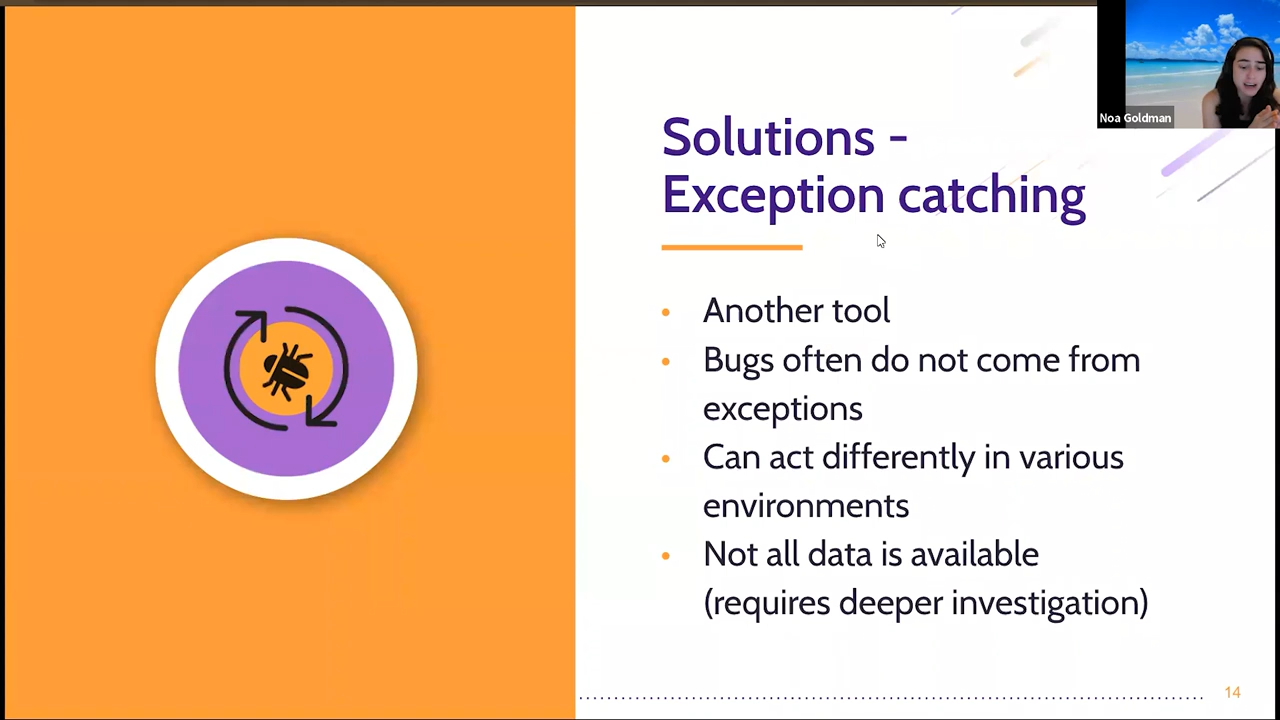 Noa Goldman
Solutions -
Exception catching
• Another tool
• Bugs often do not come from
exceptions
• Can act differently in various
environments
• Not all data is available
(requires deeper investigation)
14